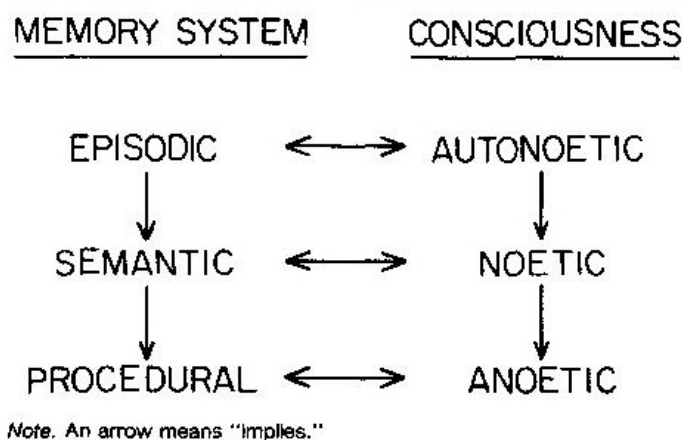 MEMORY SYSTEM CONSCIOUSNESS
EPISODIC AUTONOETIC
SEMANTIC NOETIC
PROCEDURAL ANOETIC
Note. An arrow means "implies."